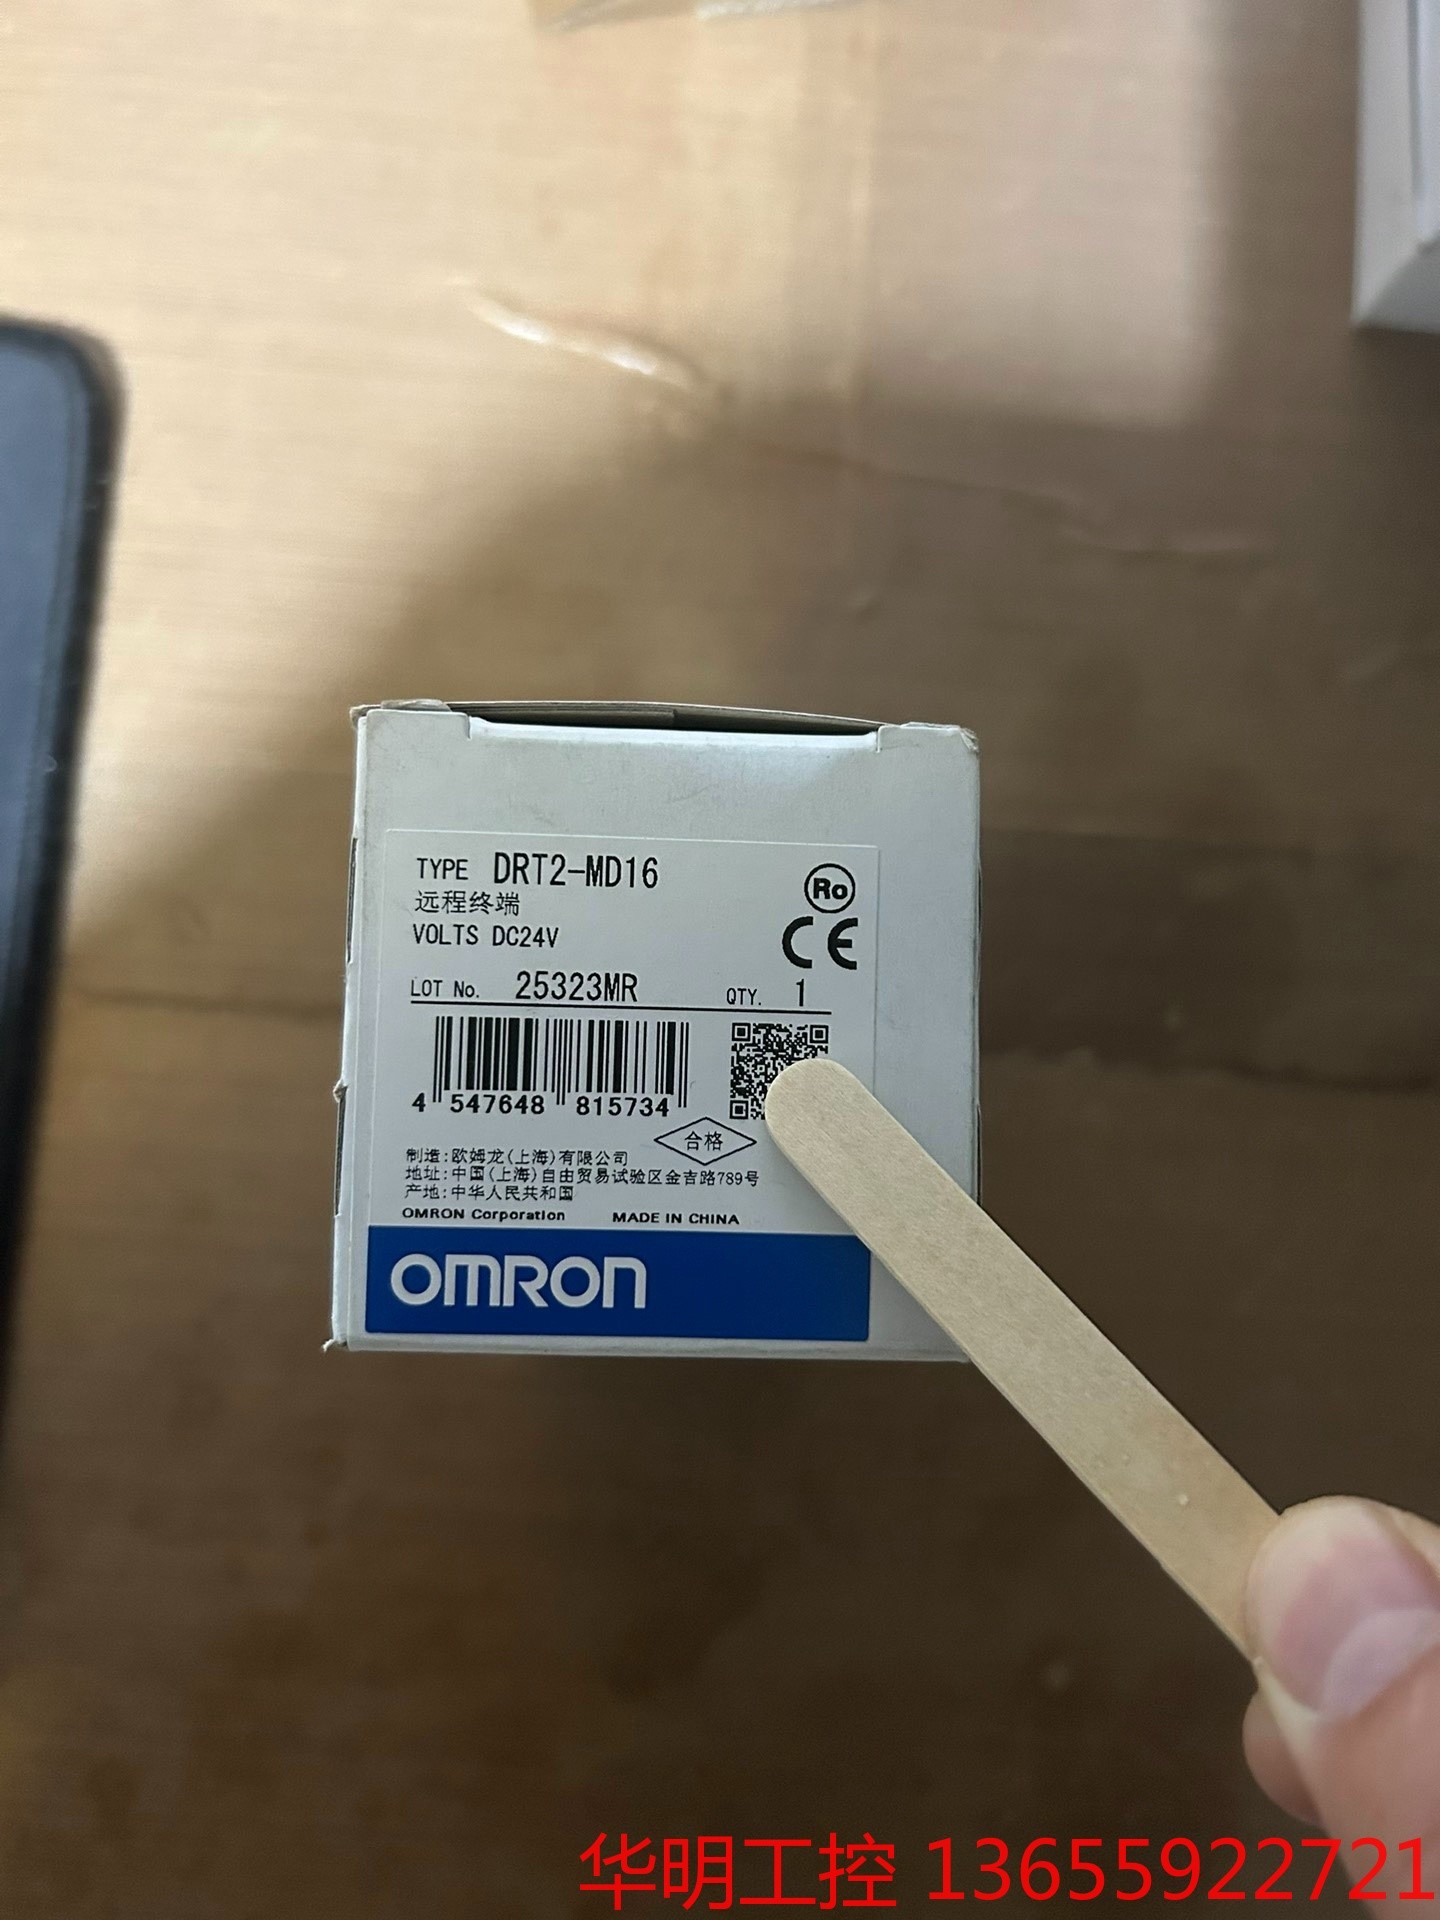 TYPE DRT2-MD16
远程终端
VOLTS DC24V
Ro
CE
LOT No. 25323MR QTY. 1
4 547648 815734
合格
制造:欧姆龙(上海)有限公司
地址:中国(上海)自由贸易试验区金吉路789号
产地:中华人民共和国
OMRON Corporation MADE IN CHINA
OMRON
华明工控 13655922721